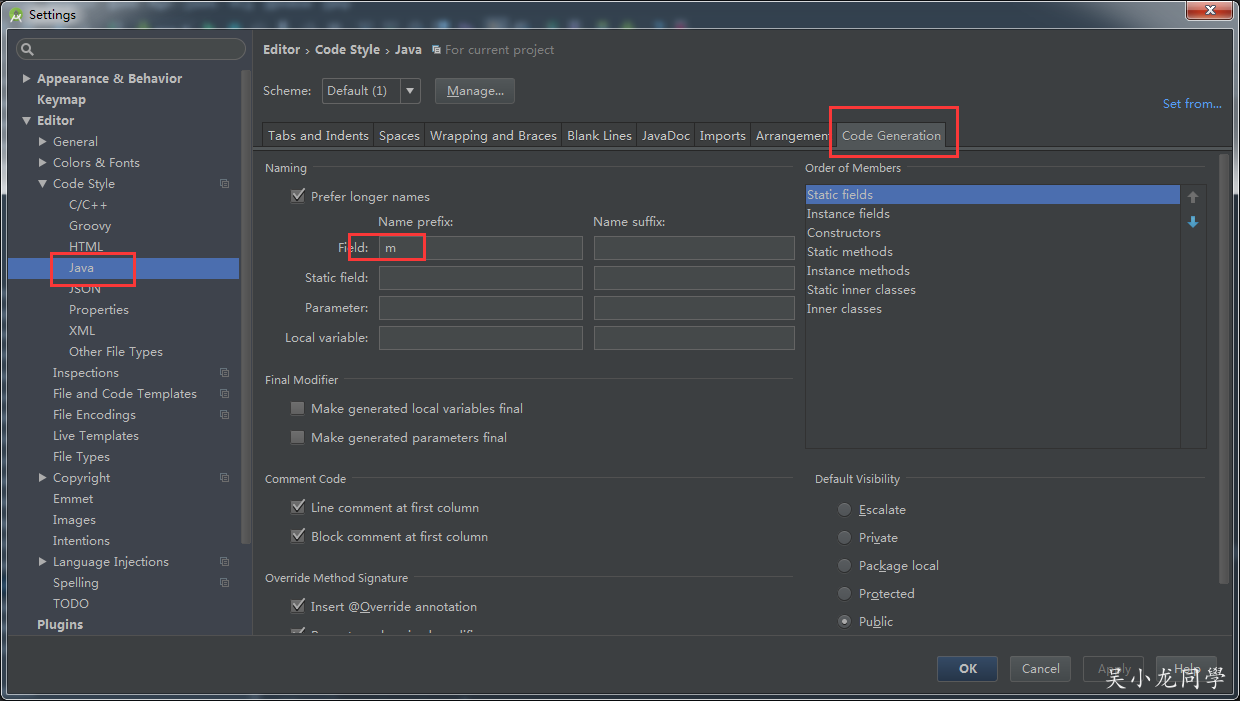 Settings
Editor › Code Style › Java For current project
Scheme: Default (1) Manage...
Set from...
Appearance & Behavior
Keymap
Editor
General
Colors & Fonts
Code Style
C/C++
Groovy
HTML
Java
JSON
Properties
XML
Other File Types
Inspections
File and Code Templates
File Encodings
Live Templates
File Types
Copyright
Emmet
Images
Intentions
Language Injections
Spelling
TODO
Plugins
Tabs and Indents Spaces Wrapping and Braces Blank Lines JavaDoc Imports Arrangement Code Generation
Naming
Prefer longer names
Name prefix: Name suffix:
Field: m
Static field:
Parameter:
Local variable:
Final Modifier
Make generated local variables final
Make generated parameters final
Comment Code
Line comment at first column
Block comment at first column
Override Method Signature
Insert @Override annotation
Order of Members
Static fields
Instance fields
Constructors
Static methods
Instance methods
Static inner classes
Inner classes
Default Visibility
Escalate
Private
Package local
Protected
Public
OK Cancel Apply Help
吴小龙同學